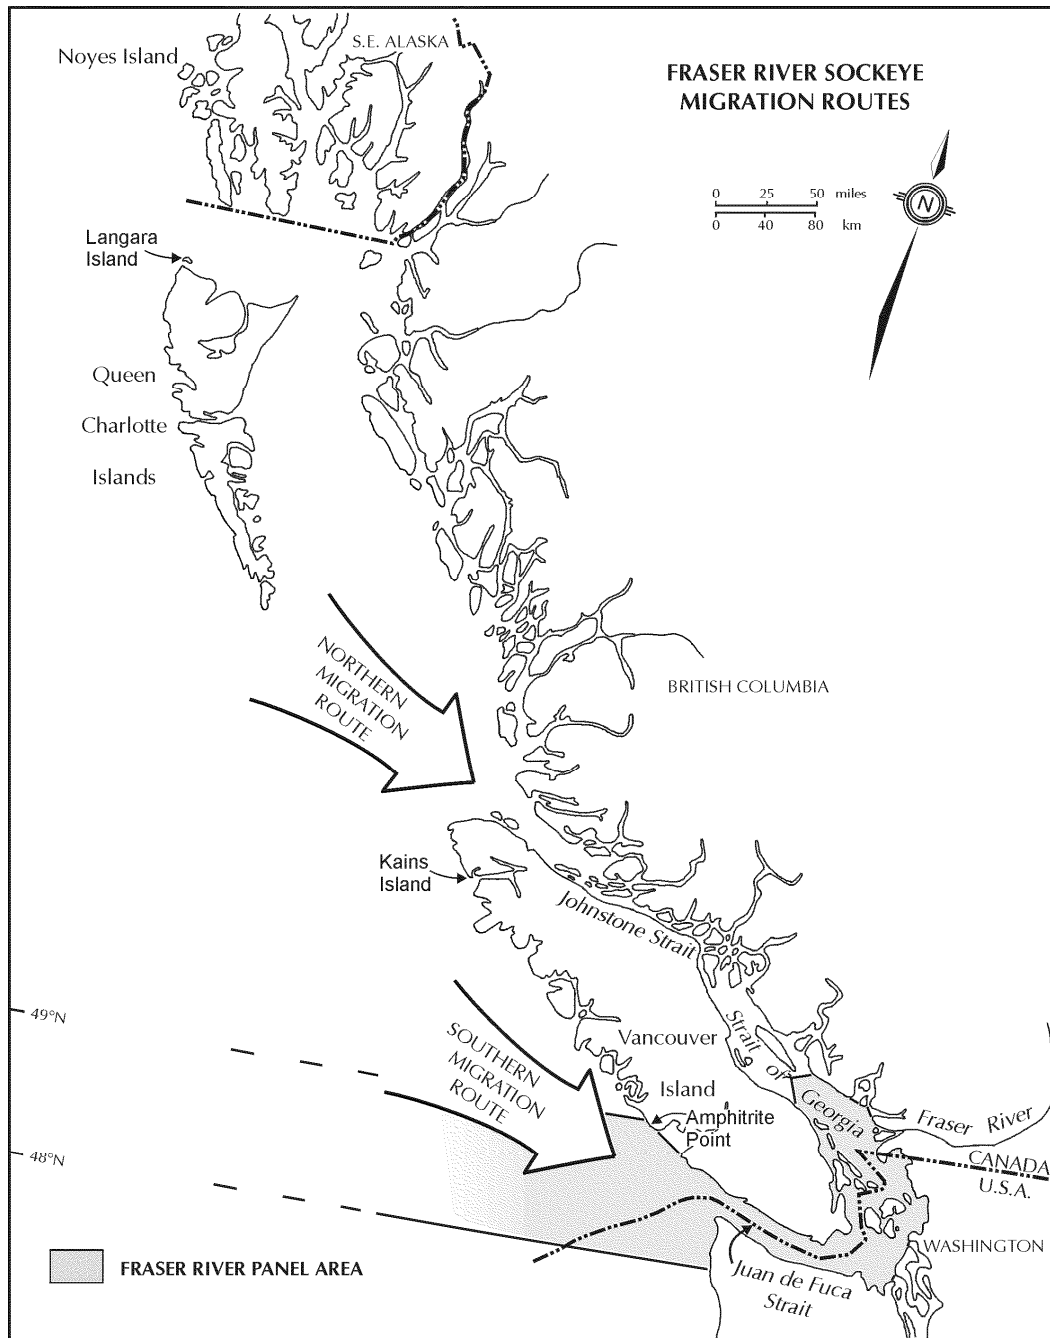 Noyes Island
S.E. ALASKA
FRASER RIVER SOCKEYE
MIGRATION ROUTES
0 25 50 miles
0 40 80 km
N
Langara
Island
Queen
Charlotte
Islands
NORTHERN
MIGRATION
ROUTE
BRITISH COLUMBIA
Kains
Island
Johnstone Strait
49°N
SOUTHERN
MIGRATION
ROUTE
Vancouver
Island
Strait of
Georgia
Amphitrite
Point
Fraser River
48°N
CANADA
U.S.A.
WASHINGTON
FRASER RIVER PANEL AREA
Juan de Fuca
Strait